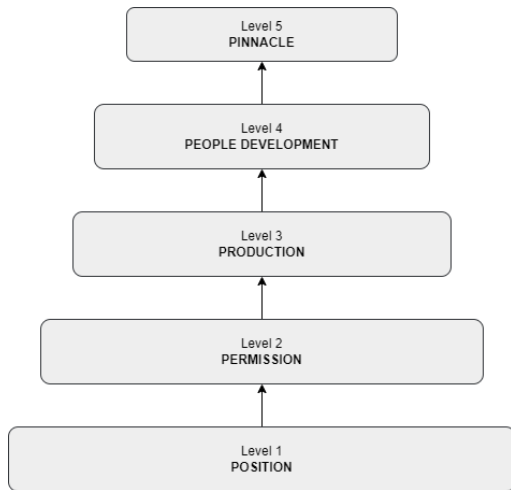 Level 5
PINNACLE
Level 4
PEOPLE DEVELOPMENT
Level 3
PRODUCTION
Level 2
PERMISSION
Level 1
POSITION